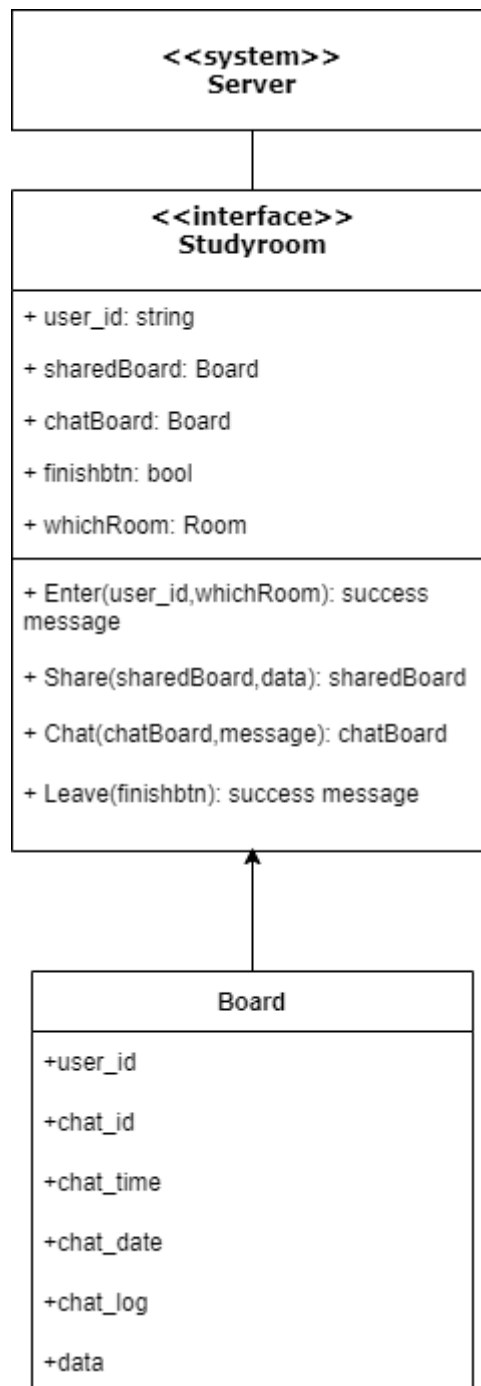 <<system>>
Server
<<interface>>
Studyroom
+ user_id: string
+ sharedBoard: Board
+ chatBoard: Board
+ finishbtn: bool
+ whichRoom: Room
+ Enter(user_id,whichRoom): success
message
+ Share(sharedBoard,data): sharedBoard
+ Chat(chatBoard,message): chatBoard
+ Leave(finishbtn): success message
Board
+user_id
+chat_id
+chat_time
+chat_date
+chat_log
+data